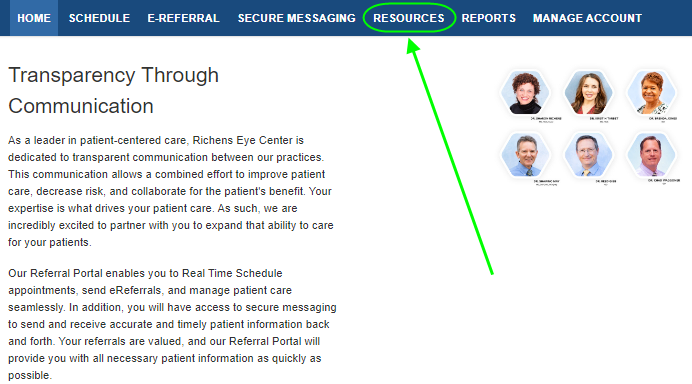 HOME SCHEDULE E-REFERRAL SECURE MESSAGING RESOURCES REPORTS MANAGE ACCOUNT
Transparency Through
Communication
As a leader in patient-centered care, Richens Eye Center is
dedicated to transparent communication between our practices.
This communication allows a combined effort to improve patient
care, decrease risk, and collaborate for the patient's benefit. Your
expertise is what drives your patient care. As such, we are
incredibly excited to partner with you to expand that ability to care
for your patients.
Our Referral Portal enables you to Real Time Schedule
appointments, send eReferrals, and manage patient care
seamlessly. In addition, you will have access to secure messaging
to send and receive accurate and timely patient information back
and forth. Your referrals are valued, and our Referral Portal will
provide you with all necessary patient information as quickly as
possible.